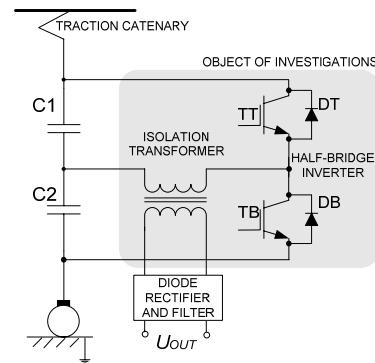 TRACTION CATENARY
OBJECT OF INVESTIGATIONS
C1
TT
DT
ISOLATION
TRANSFORMER
HALF-BRIDGE
INVERTER
C2
TB
DB
DIODE
RECTIFIER
AND FILTER
UOUT